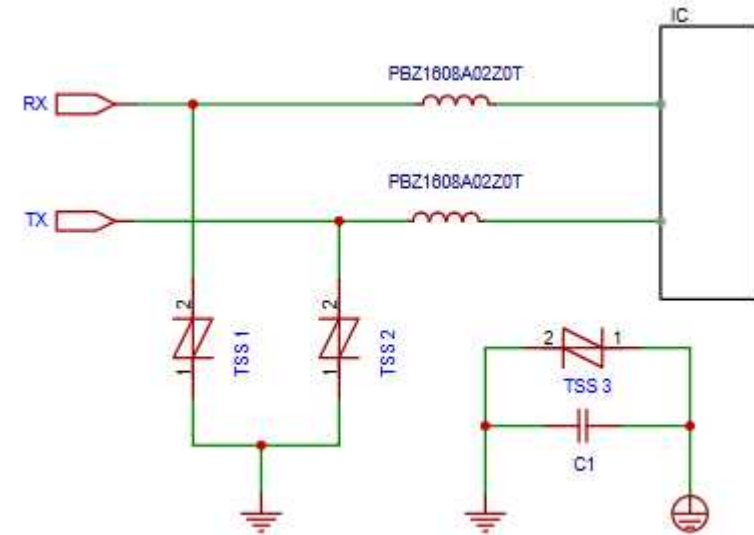 IC
PBZ1608A02Z0T
RX
PBZ1608A02Z0T
TX
2
1
TSS 1
2
1
TSS 2
2
1
TSS 3
C1